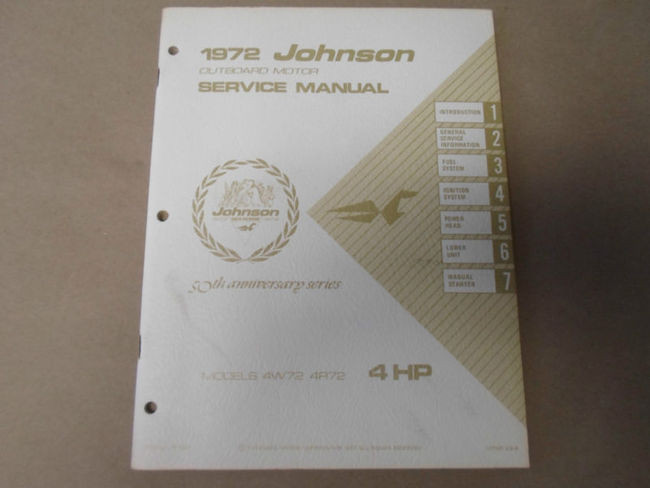 1972 Johnson
OUTBOARD MOTOR
SERVICE MANUAL
INTRODUCTION 1
GENERAL
SERVICE
INFORMATION
2
FUEL
SYSTEM
3
IGNITION
SYSTEM
4
POWER
HEAD
5
LOWER
UNIT
6
MANUAL
STARTER
7
Johnson
50th anniversary series
MODELS 4W72 4R72 4 HP